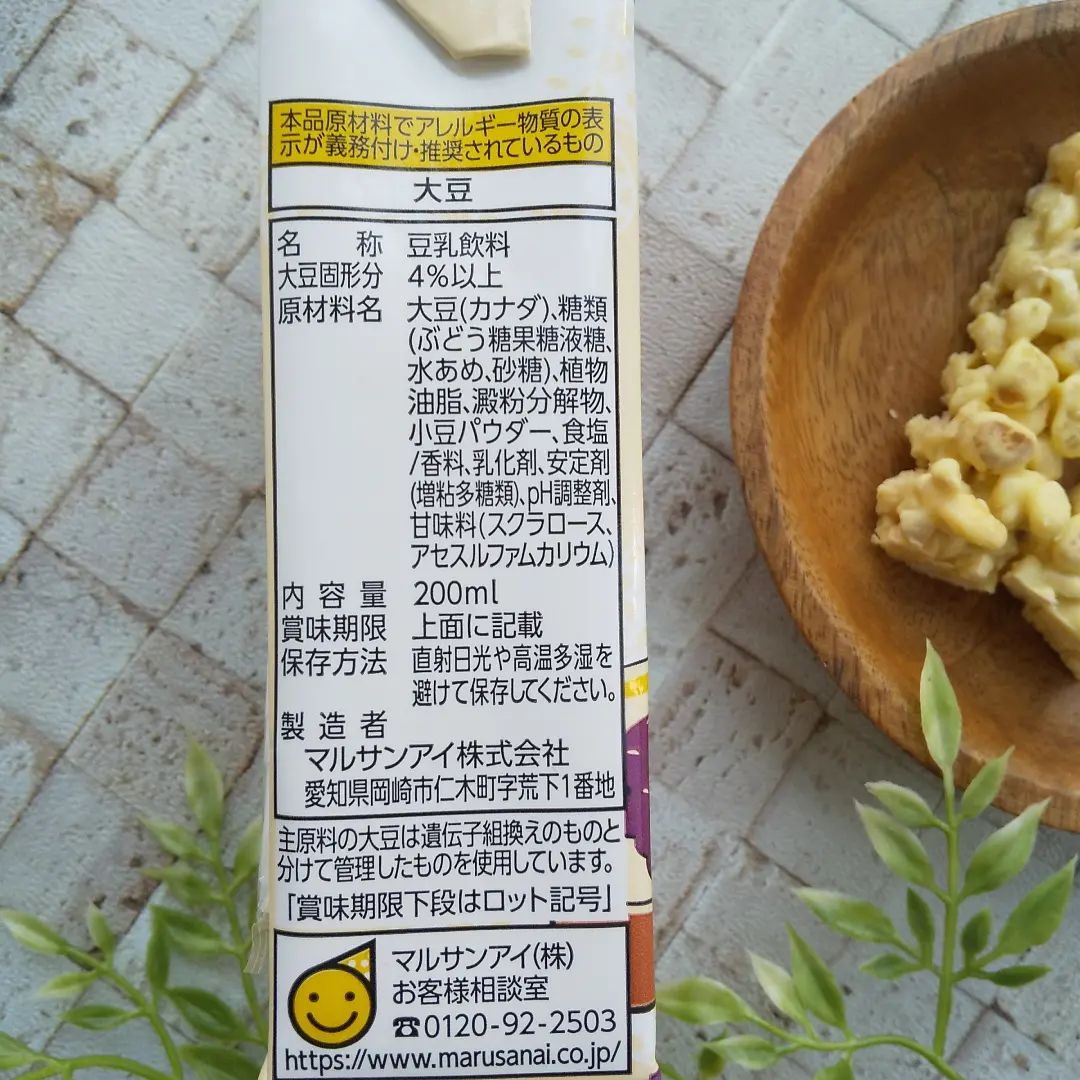 本品原材料でアレルギー物質の表
示が義務付け・推奨されているもの
大豆
名 称 豆乳飲料
大豆固形分 4%以上
原材料名 大豆(カナダ)、糖類
(ぶどう糖果糖液糖、
水あめ、砂糖)、植物
油脂、澱粉分解物、
小豆パウダー、食塩
/香料、乳化剤、安定剤
(増粘多糖類)、pH調整剤、
甘味料(スクラロース、
アセスルファムカリウム)
内容量 200ml
賞味期限 上面に記載
保存方法 直射日光や高温多湿を
避けて保存してください。
製造者
マルサンアイ株式会社
愛知県岡崎市仁木町字荒下1番地
主原料の大豆は遺伝子組換えのものと
分けて管理したものを使用しています。
「賞味期限下段はロット記号」
マルサンアイ(株)
お客様相談室
☎0120-92-2503
https://www.marusanai.co.jp/